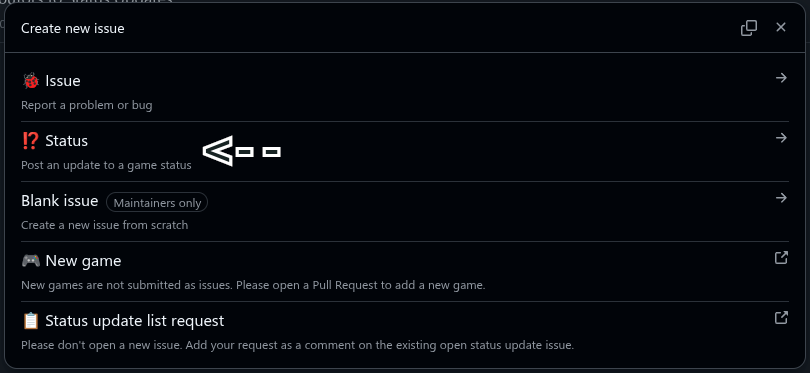 Create new issue
🐞 Issue
Report a problem or bug
⁉️ Status
Post an update to a game status
<--
Blank issue Maintainers only
Create a new issue from scratch
🎮 New game
New games are not submitted as issues. Please open a Pull Request to add a new game.
📋 Status update list request
Please don't open a new issue. Add your request as a comment on the existing open status update issue.